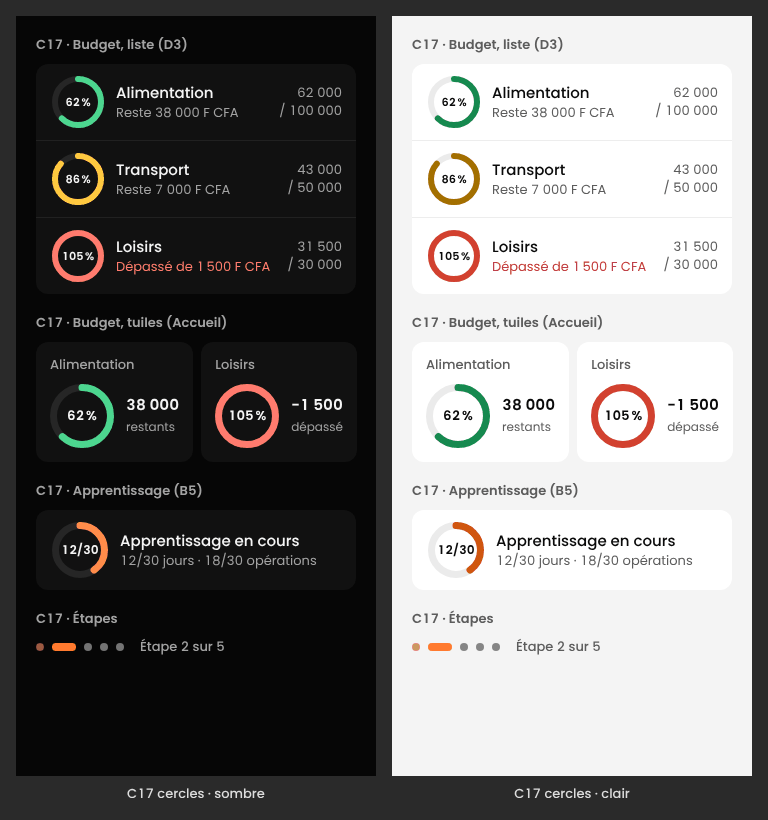 C17 · Budget, liste (D3)
62%
Alimentation
62 000
Reste 38 000 F CFA
/ 100 000
86%
Transport
43 000
Reste 7 000 F CFA
/ 50 000
105%
Loisirs
31 500
Dépassé de 1 500 F CFA
/ 30 000
C17 · Budget, tuiles (Accueil)
Alimentation
62%
38 000
restants
Loisirs
105%
-1 500
dépassé
C17 · Apprentissage (B5)
12/30
Apprentissage en cours
12/30 jours · 18/30 opérations
C17 · Étapes
Étape 2 sur 5
C17 cercles · sombre
C17 · Budget, liste (D3)
62%
Alimentation
62 000
Reste 38 000 F CFA
/ 100 000
86%
Transport
43 000
Reste 7 000 F CFA
/ 50 000
105%
Loisirs
31 500
Dépassé de 1 500 F CFA
/ 30 000
C17 · Budget, tuiles (Accueil)
Alimentation
62%
38 000
restants
Loisirs
105%
-1 500
dépassé
C17 · Apprentissage (B5)
12/30
Apprentissage en cours
12/30 jours · 18/30 opérations
C17 · Étapes
Étape 2 sur 5
C17 cercles · clair